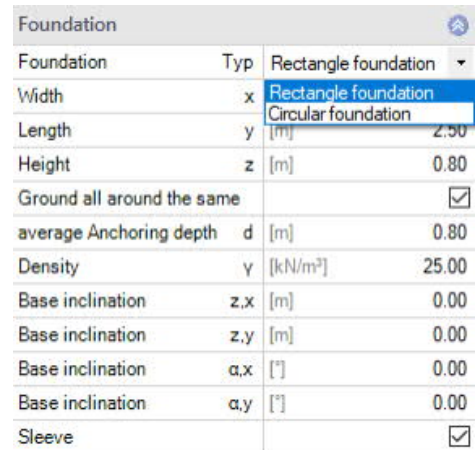 Foundation
Foundation Typ Rectangle foundation
Width x Rectangle foundation
Circular foundation
Length y [m] 2.50
Height z [m] 0.80
Ground all around the same
average Anchoring depth d [m] 0.80
Density γ [kN/m³] 25.00
Base inclination z,x [m] 0.00
Base inclination z,y [m] 0.00
Base inclination α,x [°] 0.00
Base inclination α,y [°] 0.00
Sleeve